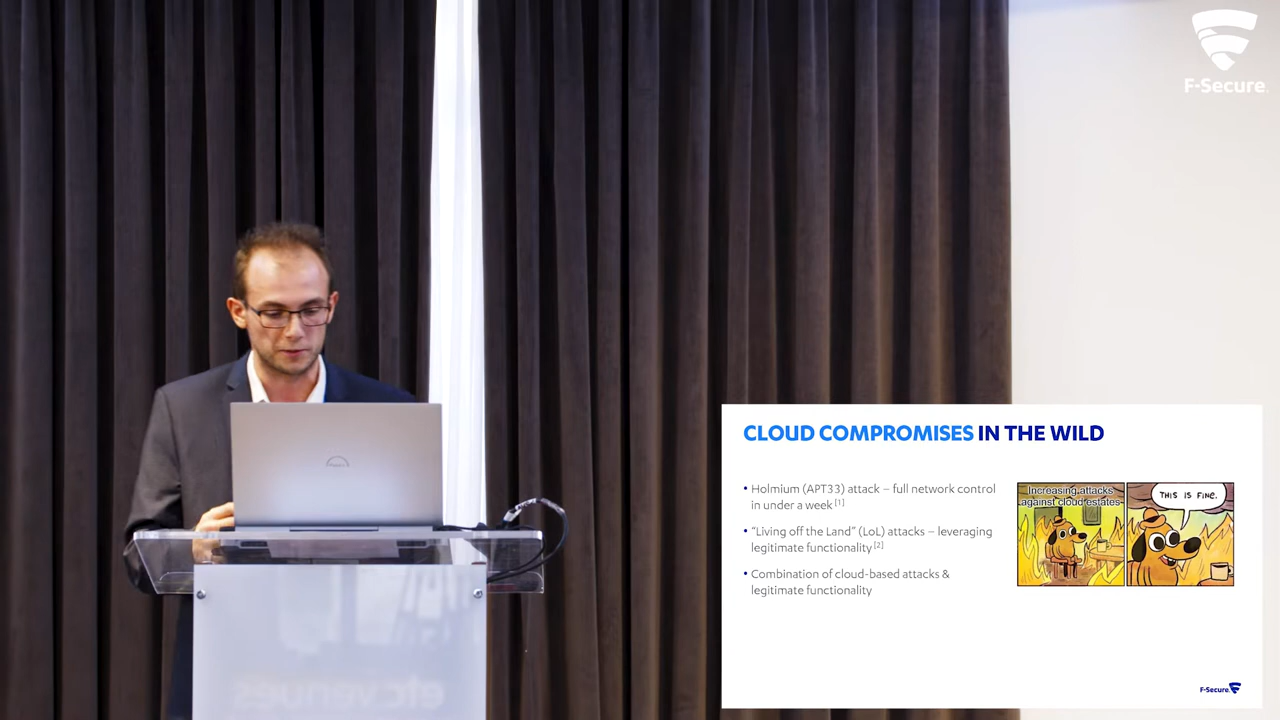 F-Secure
CLOUD COMPROMISES IN THE WILD
• Holmium (APT33) attack – full network control
in under a week [1]
• “Living off the Land” (LoL) attacks – leveraging
legitimate functionality [2]
• Combination of cloud-based attacks &
legitimate functionality
Increasing attacks
against cloud estates
THIS IS FINE.
F-Secure
etc.venues